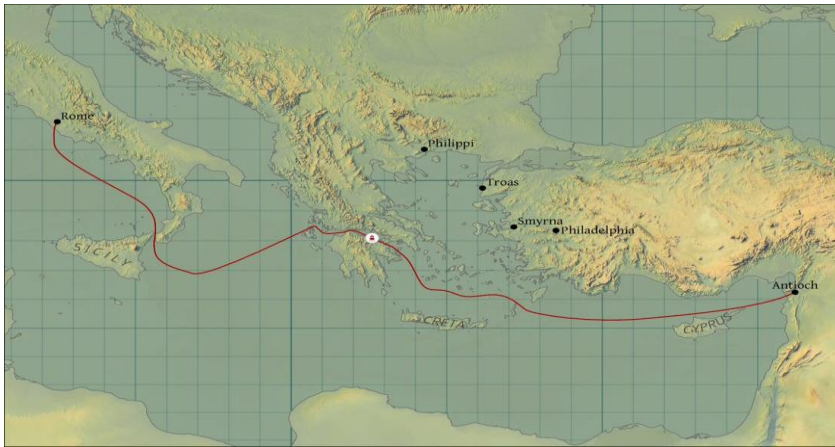 Rome
Philippi
Troas
Smyrna
Philadelphia
SICILY
Antioch
CRETA
CYPRUS